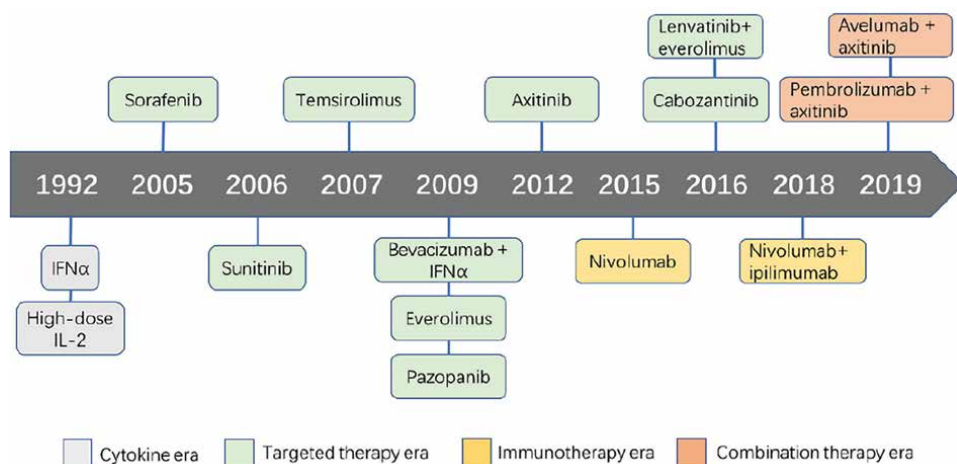 Lenvatinib+
everolimus
Avelumab +
axitinib
Sorafenib
Temsirolimus
Axitinib
Cabozantinib
Pembrolizumab +
axitinib
1992 2005 2006 2007 2009 2012 2015 2016 2018 2019
IFNα
High-dose
IL-2
Sunitinib
Bevacizumab +
IFNα
Everolimus
Pazopanib
Nivolumab
Nivolumab+
ipilimumab
Cytokine era
Targeted therapy era
Immunotherapy era
Combination therapy era